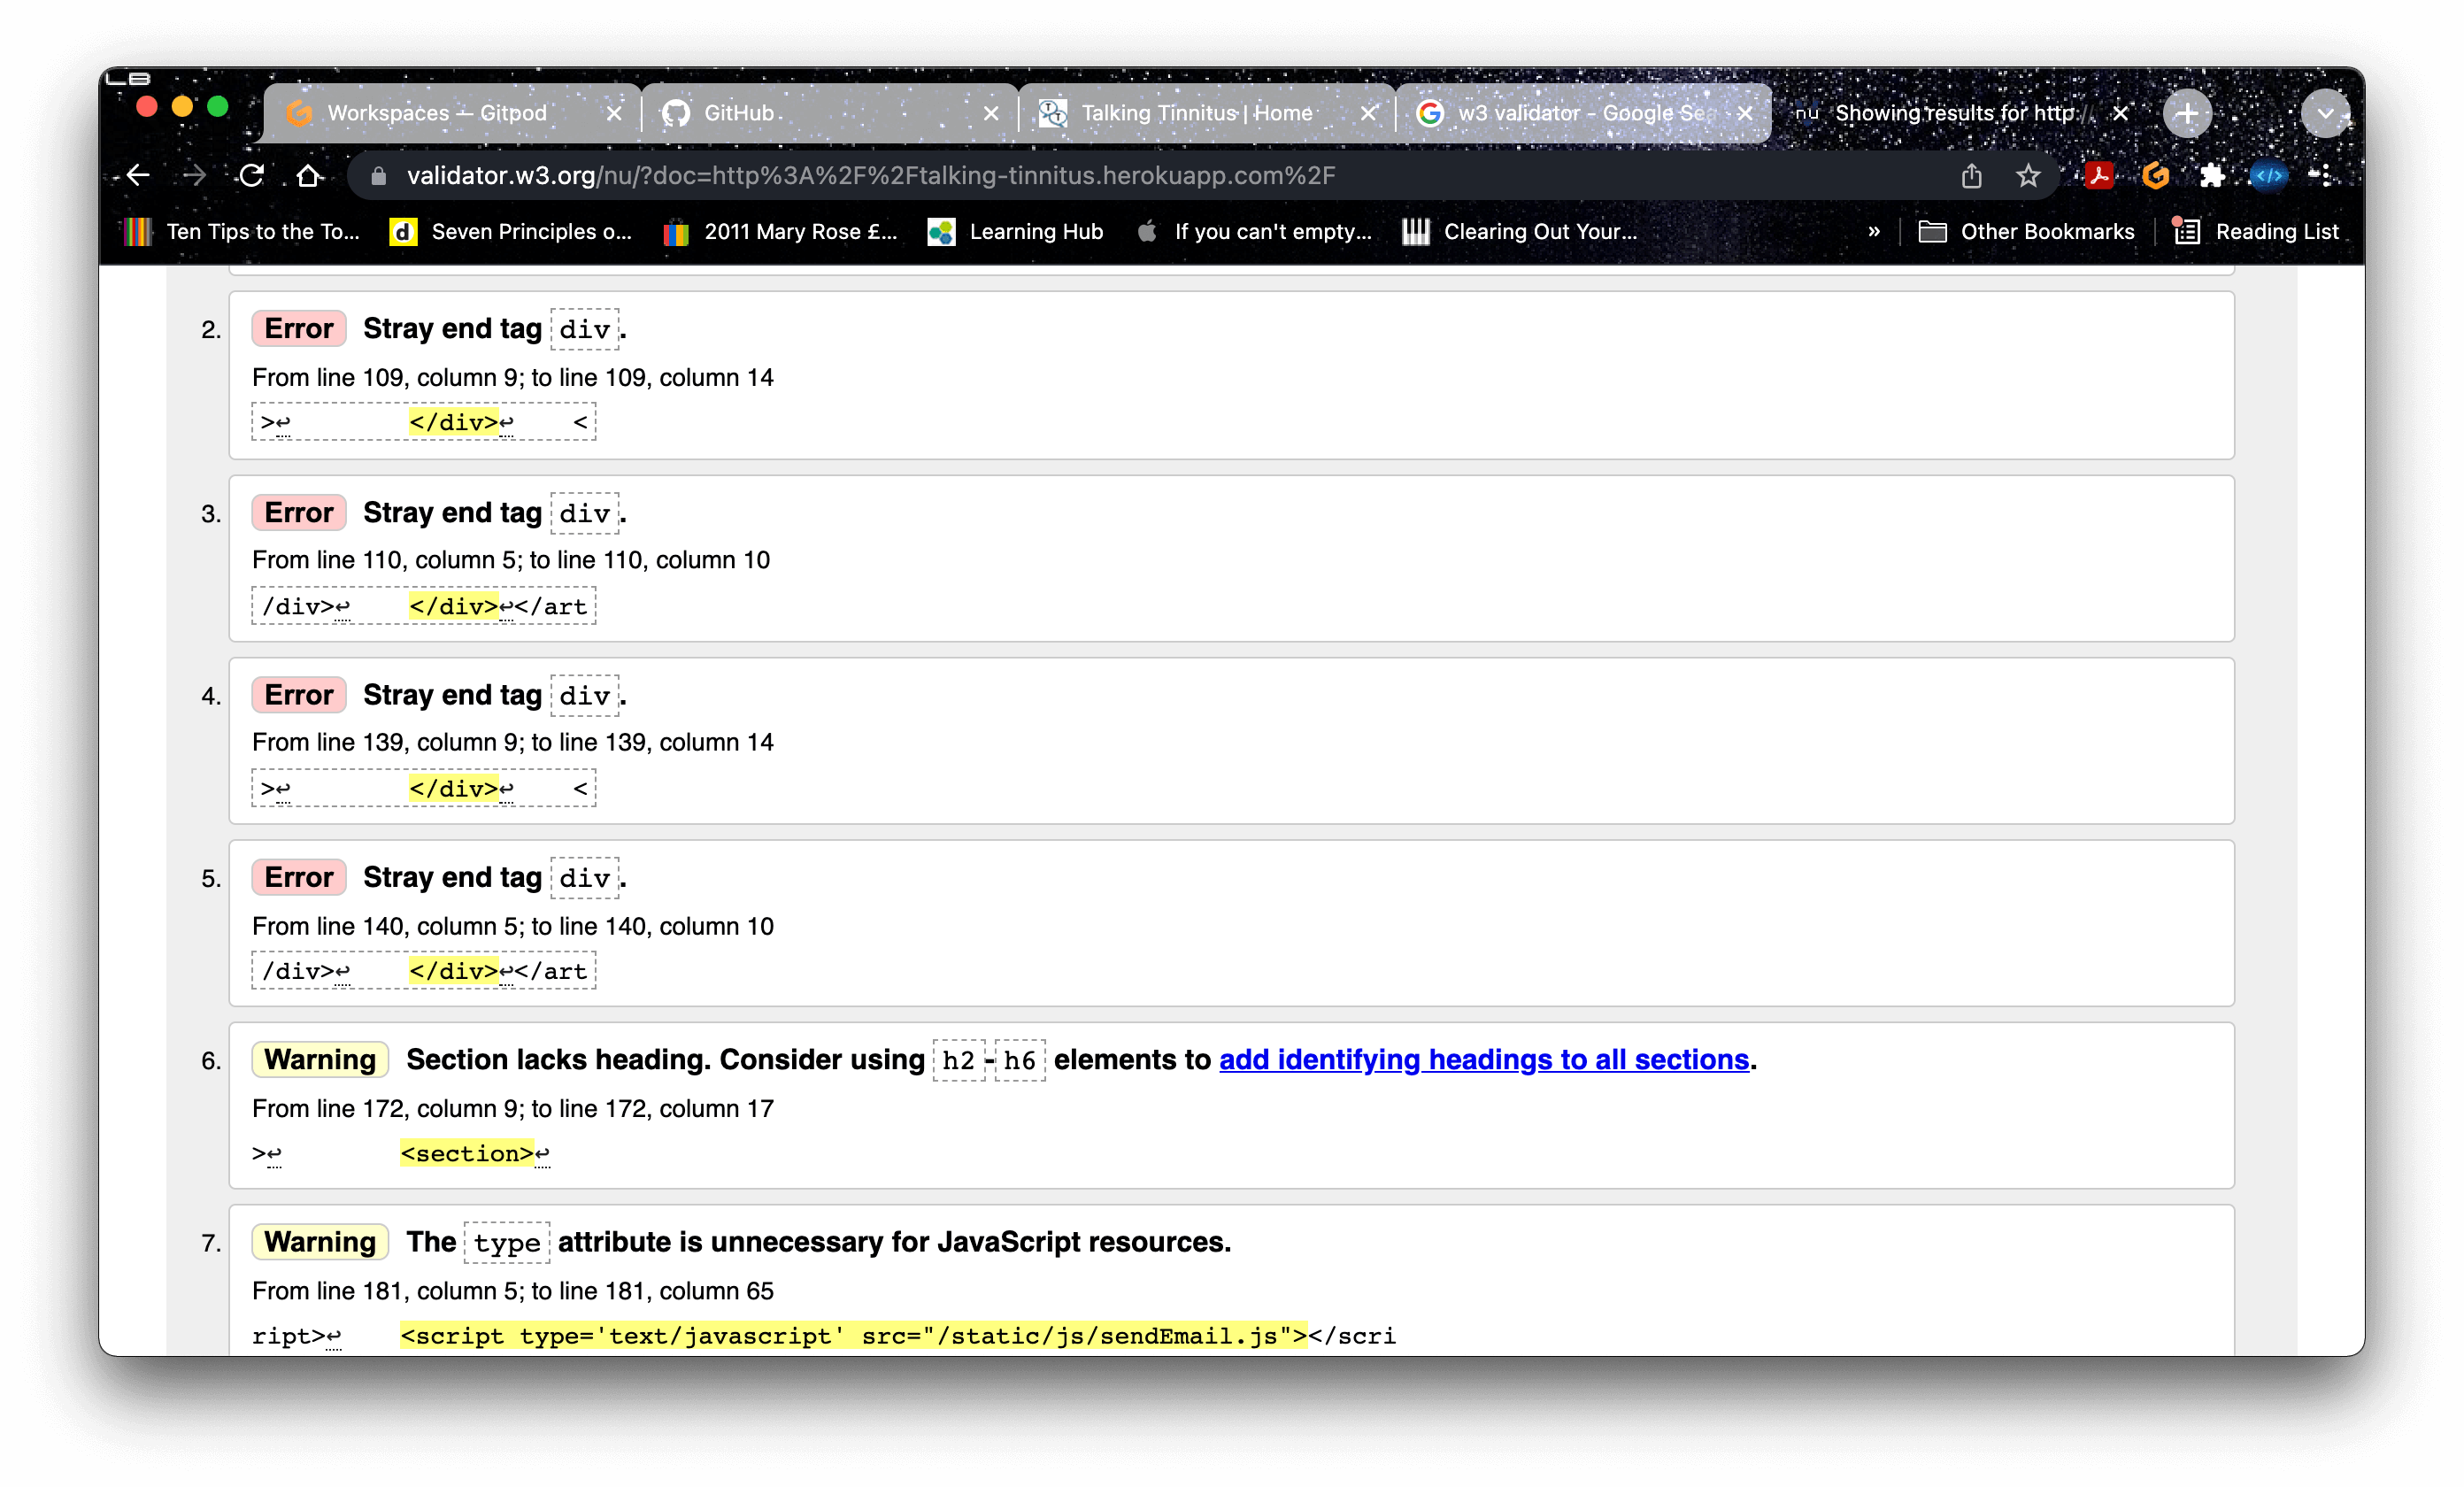 Workspaces — Gitpod
GitHub
Talking Tinnitus | Home
w3 validator - Google Sea
nu Showing results for http://
validator.w3.org/nu/?doc=http%3A%2F%2Ftalking-tinnitus.herokuapp.com%2F
Ten Tips to the To... d Seven Principles o... 2011 Mary Rose £... Learning Hub If you can't empty... Clearing Out Your... » Other Bookmarks Reading List
2. Error Stray end tag div.
From line 109, column 9; to line 109, column 14
>↩ </div>↩ <
3. Error Stray end tag div.
From line 110, column 5; to line 110, column 10
/div>↩ </div>↩</art
4. Error Stray end tag div.
From line 139, column 9; to line 139, column 14
>↩ </div>↩ <
5. Error Stray end tag div.
From line 140, column 5; to line 140, column 10
/div>↩ </div>↩</art
6. Warning Section lacks heading. Consider using h2-h6 elements to add identifying headings to all sections.
From line 172, column 9; to line 172, column 17
>↩ <section>↩
7. Warning The type attribute is unnecessary for JavaScript resources.
From line 181, column 5; to line 181, column 65
ript>↩ <script type='text/javascript' src="/static/js/sendEmail.js"></scri